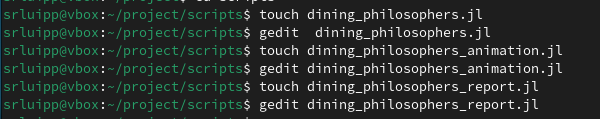 srluipp@vbox:~/project/scripts$ touch dining_philosophers.jl
srluipp@vbox:~/project/scripts$ gedit  dining_philosophers.jl
srluipp@vbox:~/project/scripts$ touch dining_philosophers_animation.jl
srluipp@vbox:~/project/scripts$ gedit dining_philosophers_animation.jl
srluipp@vbox:~/project/scripts$ touch dining_philosophers_report.jl
srluipp@vbox:~/project/scripts$ gedit dining_philosophers_report.jl